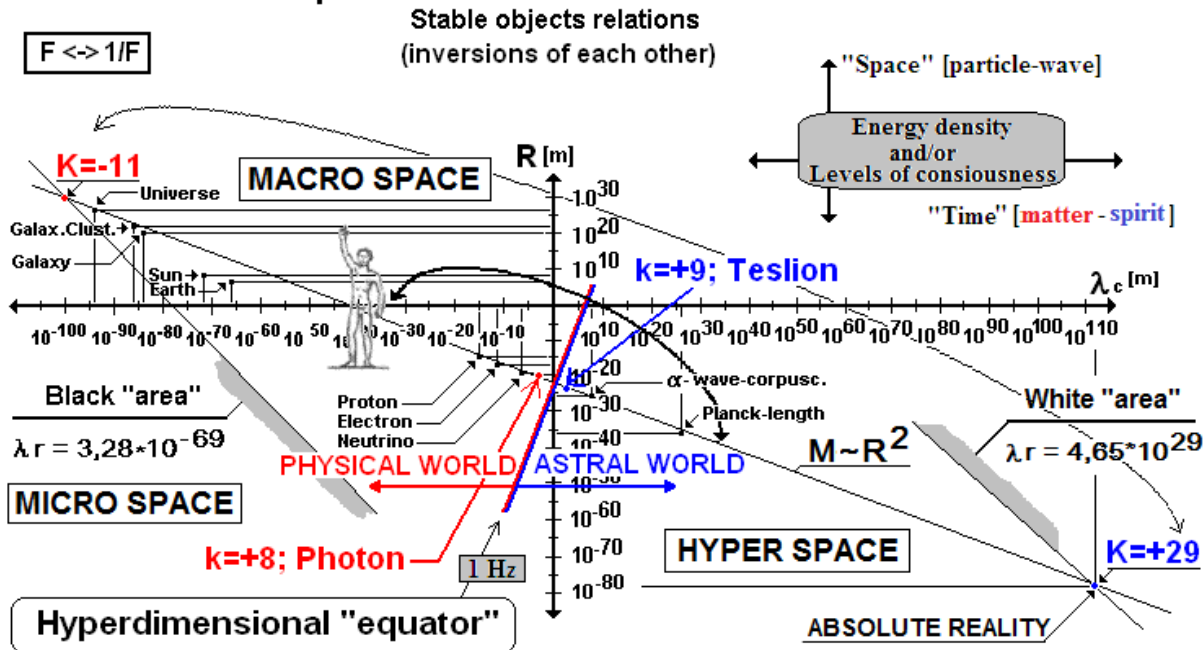 Stable objects relations
(inversions of each other)
F <-> 1/F
"Space" [particle-wave]
Energy density
and/or
Levels of consiousness
"Time" [matter - spirit]
K=-11
MACRO SPACE
R [m]
Universe
Galax.Clust.
Galaxy
Sun
Earth
10^30
10^20
10^10
k=+9; Teslion
λc [m]
10^-100 10^-90 10^-80 10^-70 10^-60 10^-50 10^-40 10^-30 10^-20 10^-10 10^10 10^20 10^30 10^40 10^50 10^60 10^70 10^80 10^90 10^100 10^110
10^-20
10^-30
10^-40
10^-50
10^-60
10^-70
10^-80
α- wave-corpusc.
Planck-length
Proton
Electron
Neutrino
Black "area"
λr = 3,28*10^-69
White "area"
λr = 4,65*10^29
M~R^2
PHYSICAL WORLD
ASTRAL WORLD
MICRO SPACE
k=+8; Photon
1 Hz
HYPER SPACE
K=+29
Hyperdimensional "equator"
ABSOLUTE REALITY